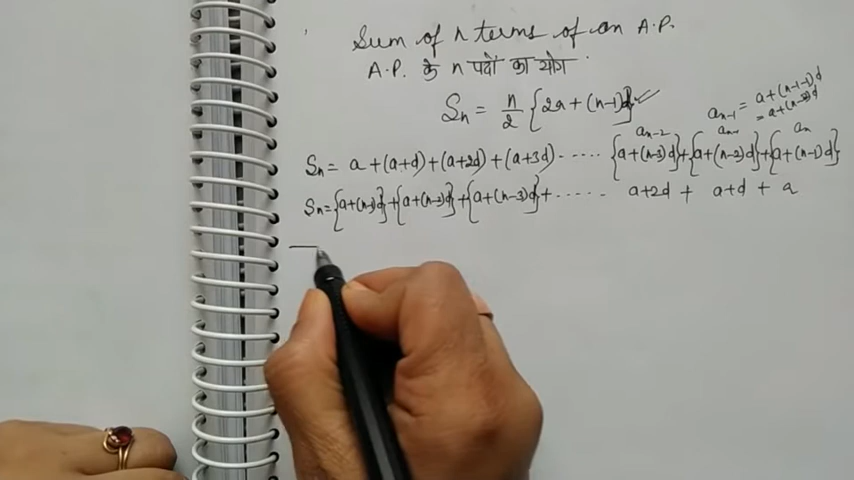 Sum of n terms of an A.P.
A.P. के n पदों का योग
Sn = n/2 {2a + (n-1)d} ✓
an-1 = a + (n-1-1)d
= a + (n-2)d
an-2 an-1 an
Sn = a + (a+d) + (a+2d) + (a+3d) ..... {a+(n-3)d} + {a+(n-2)d} + {a+(n-1)d}
Sn = {a+(n-1)d} + {a+(n-2)d} + {a+(n-3)d} + ...... a+2d + a+d + a